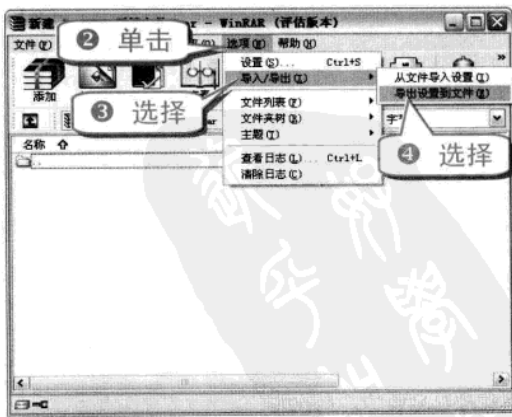 新建 - WinRAR (评估版本)
文件(F) 选项(N) 帮助(H)
❷ 单击
设置(S)... Ctrl+S
导入/导出(I)
从文件导入设置(I)
导出设置到文件(E)
添加
❸ 选择
文件列表(F)
文件夹树(R)
主题(T)
❹ 选择
名称
查看日志(L)... Ctrl+L
清除日志(C)